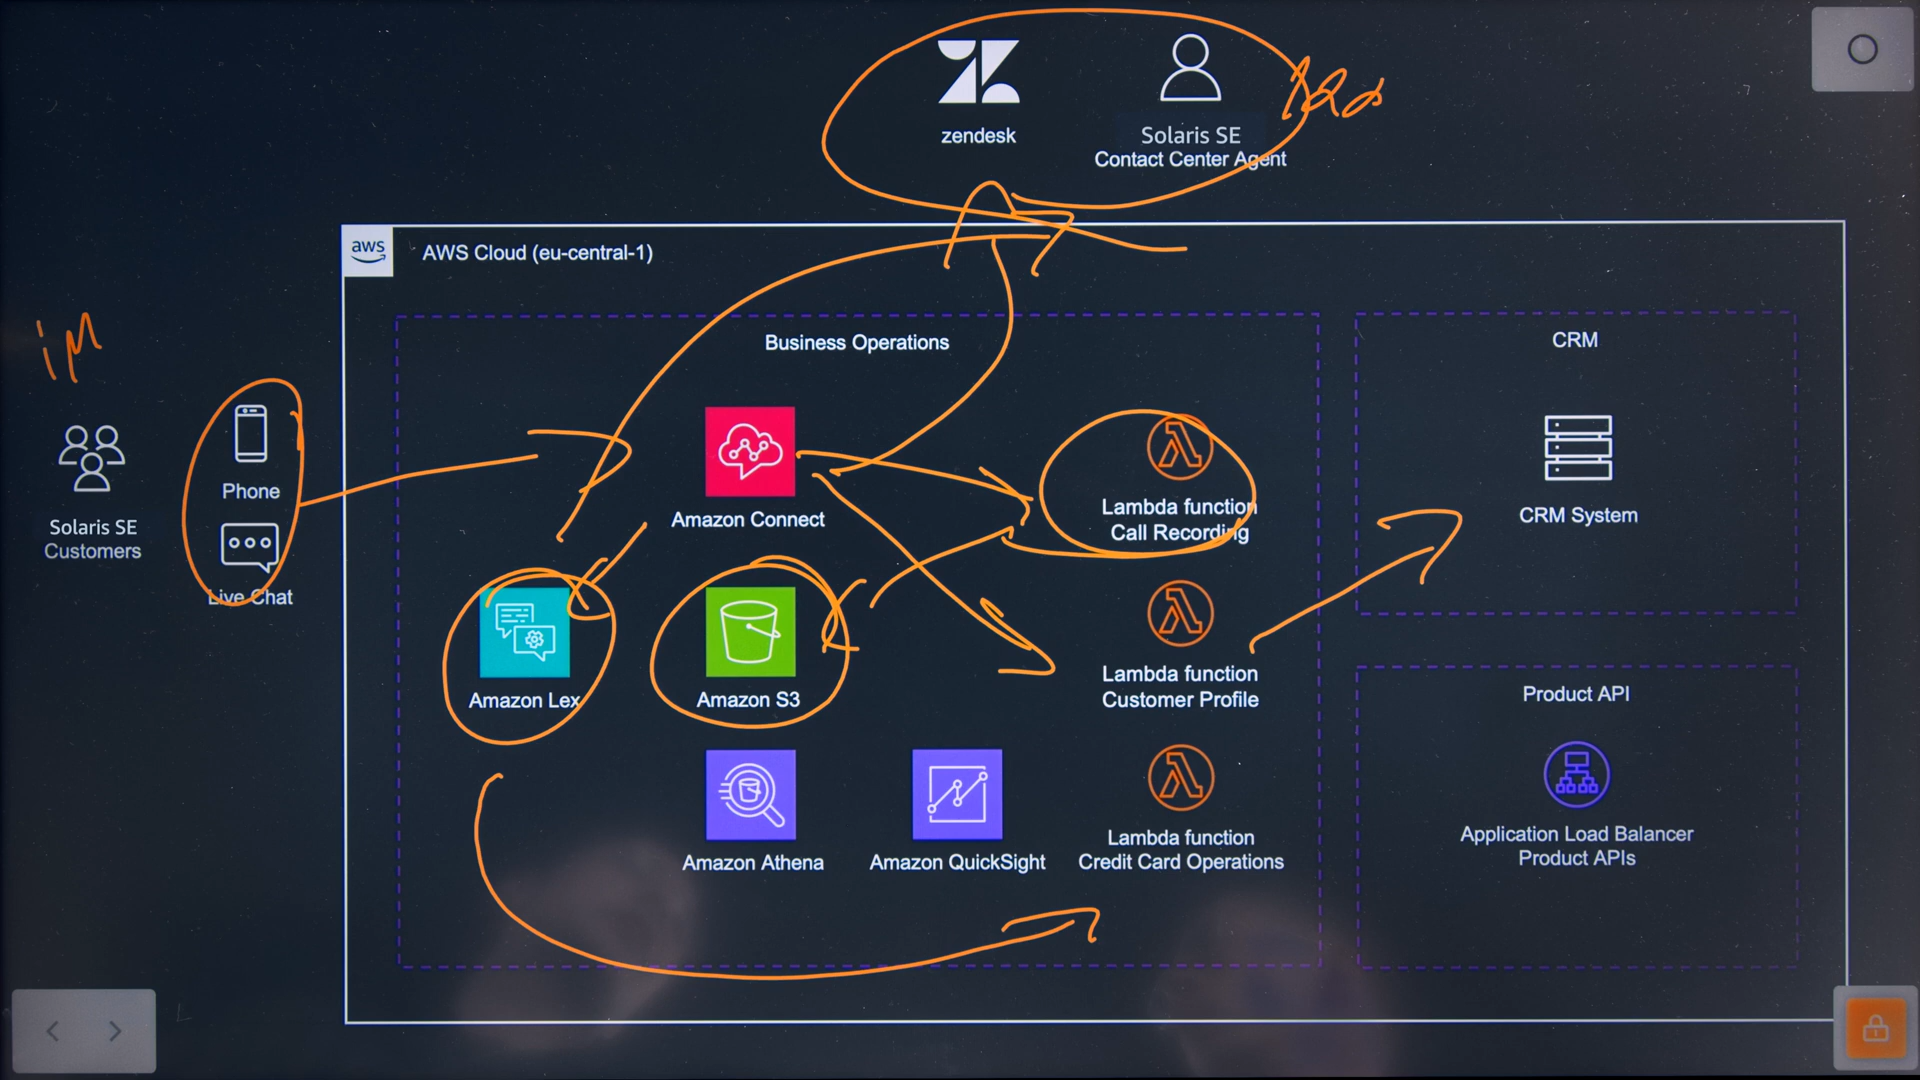 zendesk
Solaris SE
Contact Center Agent
aws
AWS Cloud (eu-central-1)
Business Operations
CRM
1M
Phone
Live Chat
Solaris SE
Customers
Amazon Connect
Lambda function
Call Recording
CRM System
Amazon Lex
Amazon S3
Lambda function
Customer Profile
Product API
Amazon Athena
Amazon QuickSight
Lambda function
Credit Card Operations
Application Load Balancer
Product APIs